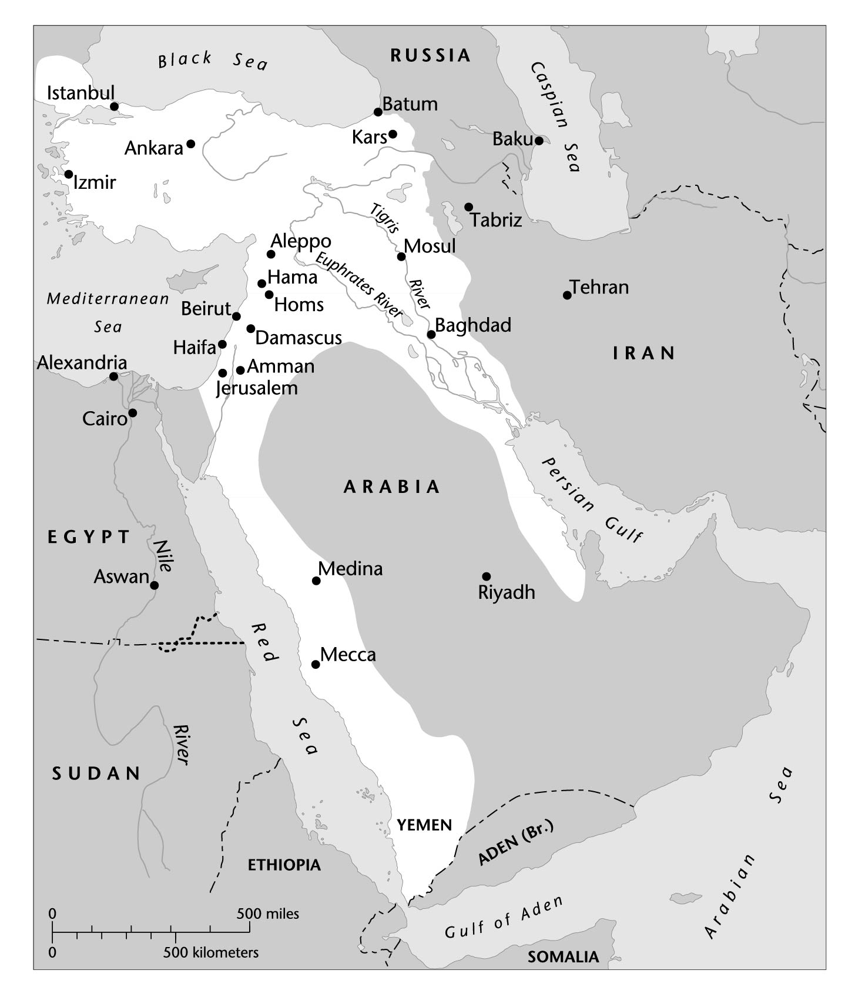 Black Sea
RUSSIA
Caspian Sea
Istanbul
Batum
Kars
Baku
Ankara
Izmir
Tabriz
Tigris River
Aleppo
Mosul
Euphrates River
Hama
Tehran
Mediterranean
Sea
Homs
Beirut
Baghdad
Damascus
Haifa
IRAN
Alexandria
Amman
Jerusalem
Cairo
ARABIA
Persian Gulf
EGYPT
Nile River
Medina
Aswan
Riyadh
Red Sea
Mecca
SUDAN
YEMEN
ADEN (Br.)
Arabian Sea
ETHIOPIA
Gulf of Aden
0 500 miles
0 500 kilometers
SOMALIA